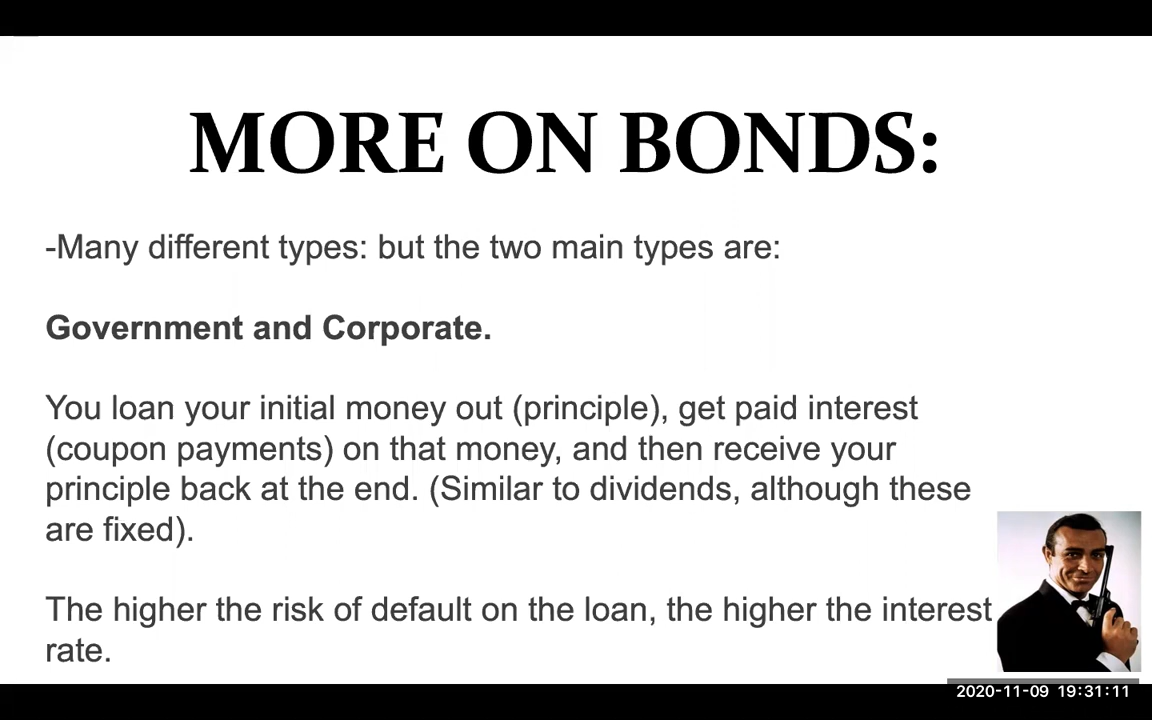 MORE ON BONDS:
-Many different types: but the two main types are:
Government and Corporate.
You loan your initial money out (principle), get paid interest
(coupon payments) on that money, and then receive your
principle back at the end. (Similar to dividends, although these
are fixed).
The higher the risk of default on the loan, the higher the interest
rate.
2020-11-09 19:31:11